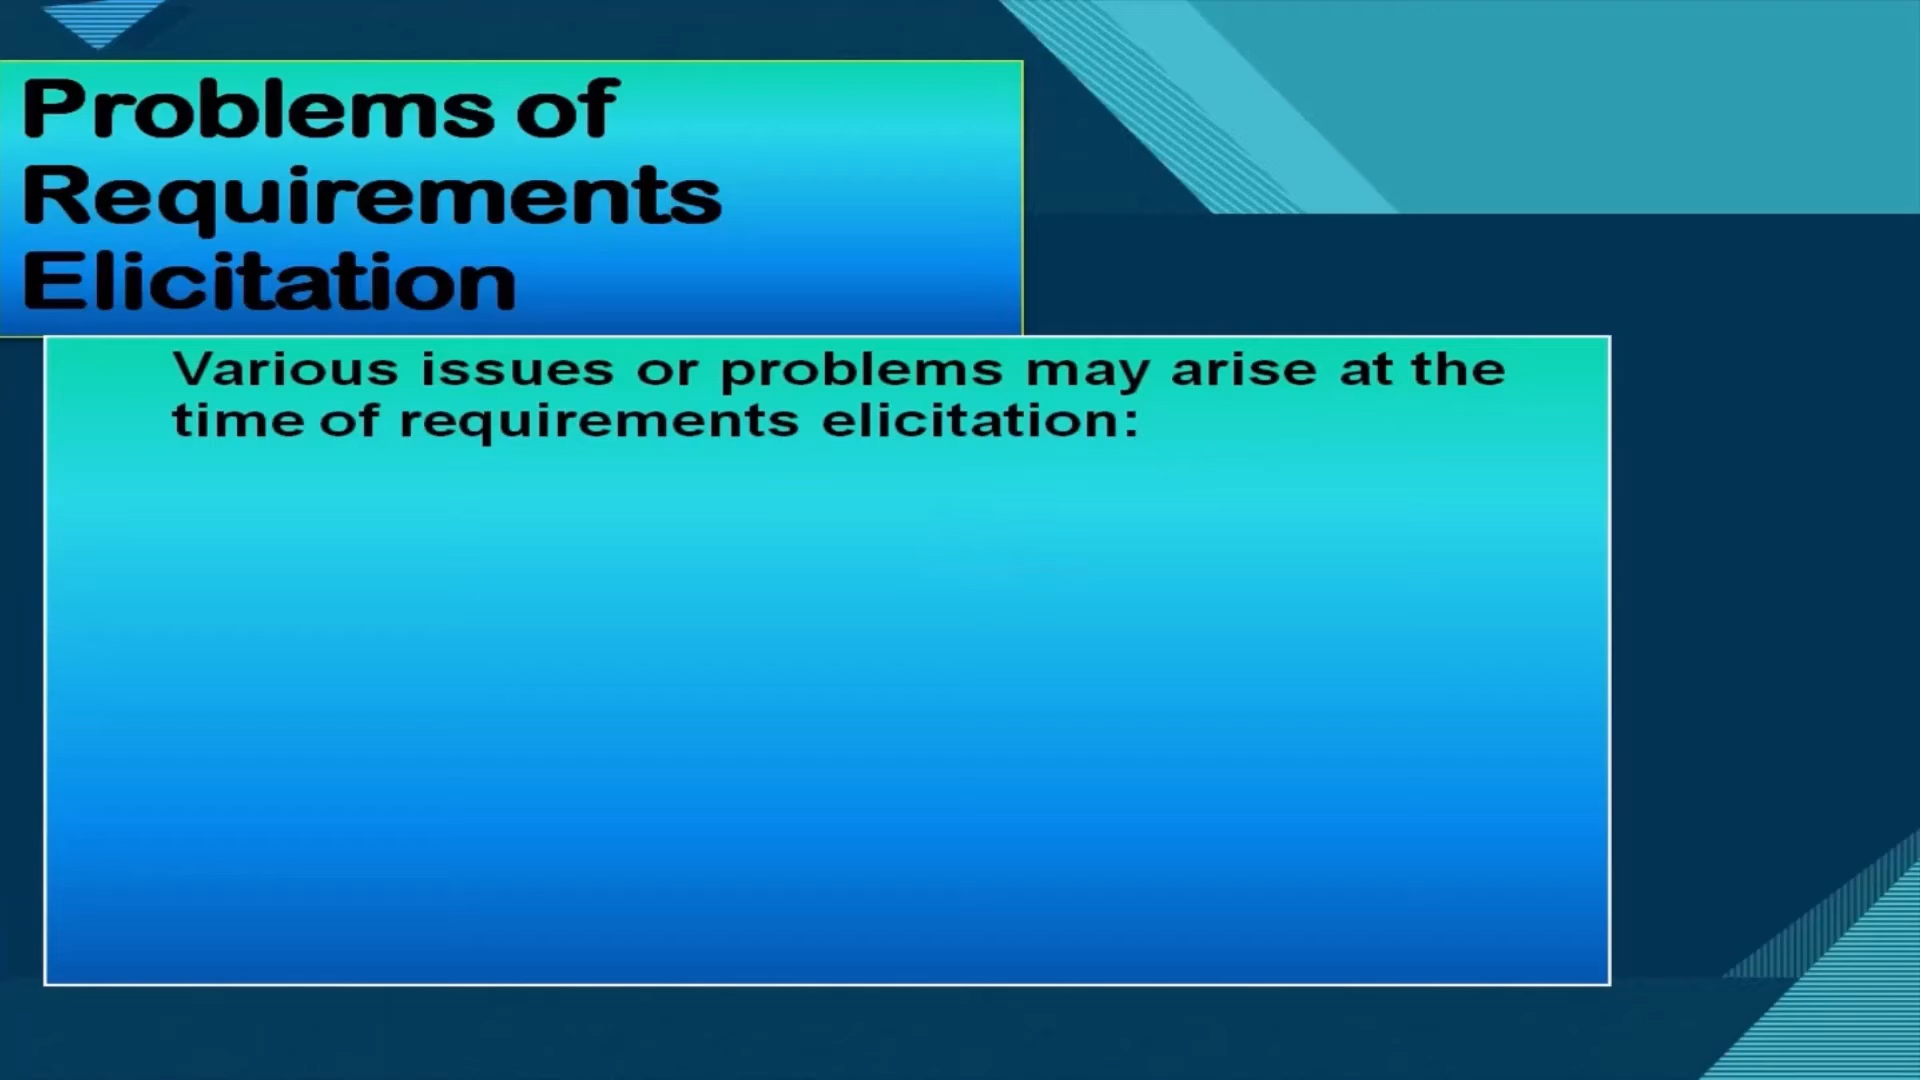 Problems of
Requirements
Elicitation
Various issues or problems may arise at the
time of requirements elicitation: